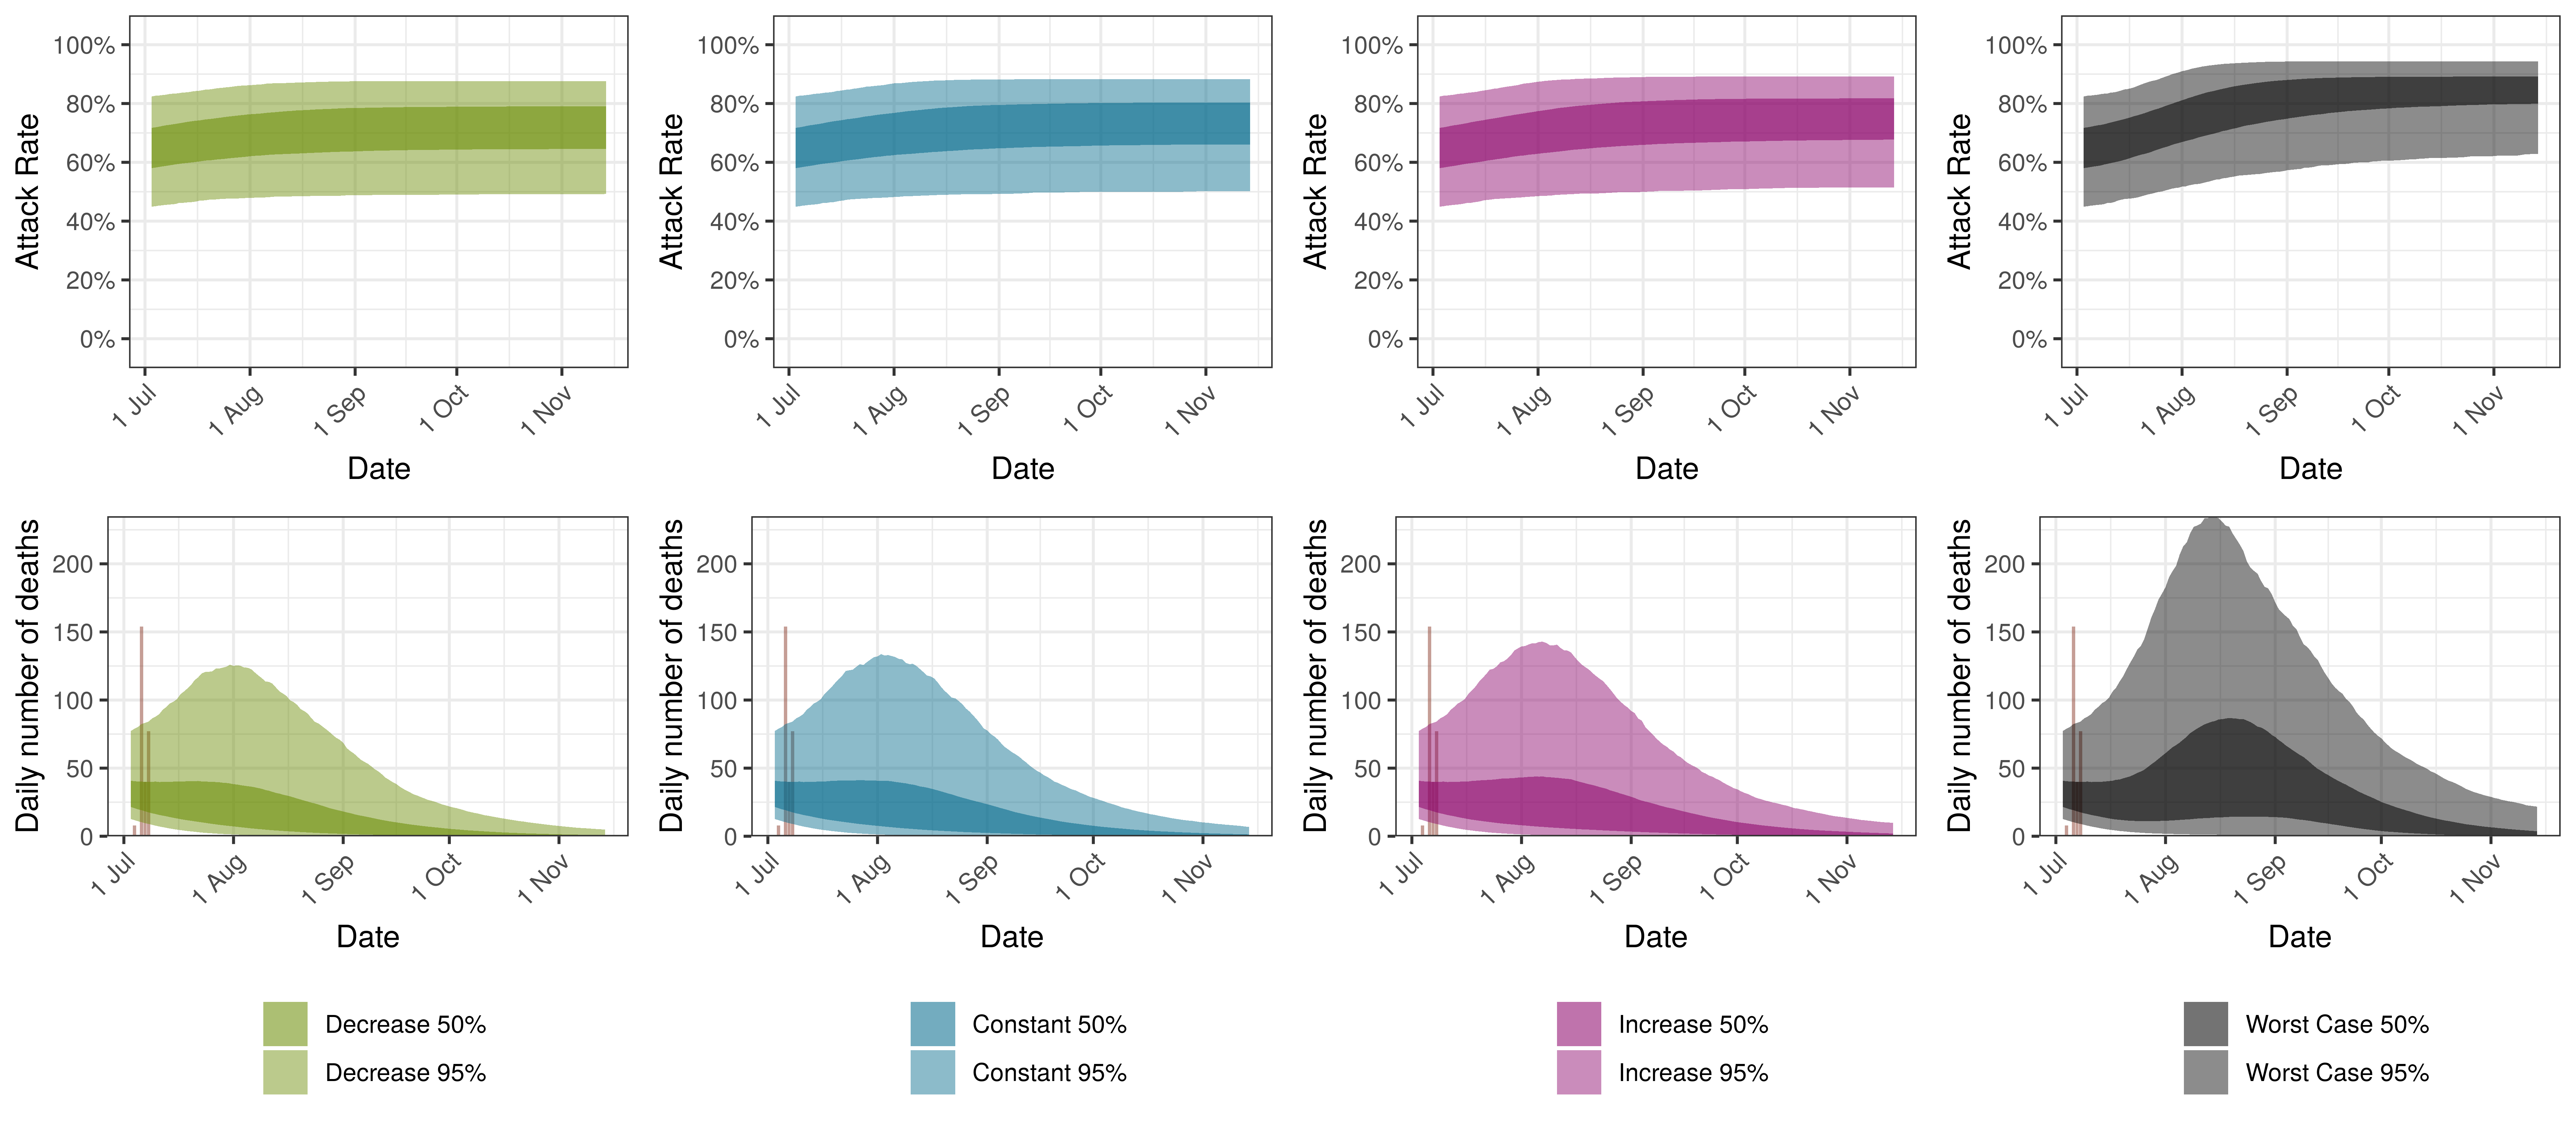 Attack Rate
100%
80%
60%
40%
20%
0%
1 Jul
1 Aug
1 Sep
1 Oct
1 Nov
Date
Attack Rate
100%
80%
60%
40%
20%
0%
1 Jul
1 Aug
1 Sep
1 Oct
1 Nov
Date
Attack Rate
100%
80%
60%
40%
20%
0%
1 Jul
1 Aug
1 Sep
1 Oct
1 Nov
Date
Attack Rate
100%
80%
60%
40%
20%
0%
1 Jul
1 Aug
1 Sep
1 Oct
1 Nov
Date
Daily number of deaths
200
150
100
50
0
1 Jul
1 Aug
1 Sep
1 Oct
1 Nov
Date
Daily number of deaths
200
150
100
50
0
1 Jul
1 Aug
1 Sep
1 Oct
1 Nov
Date
Daily number of deaths
200
150
100
50
0
1 Jul
1 Aug
1 Sep
1 Oct
1 Nov
Date
Daily number of deaths
200
150
100
50
0
1 Jul
1 Aug
1 Sep
1 Oct
1 Nov
Date
Decrease 50%
Decrease 95%
Constant 50%
Constant 95%
Increase 50%
Increase 95%
Worst Case 50%
Worst Case 95%